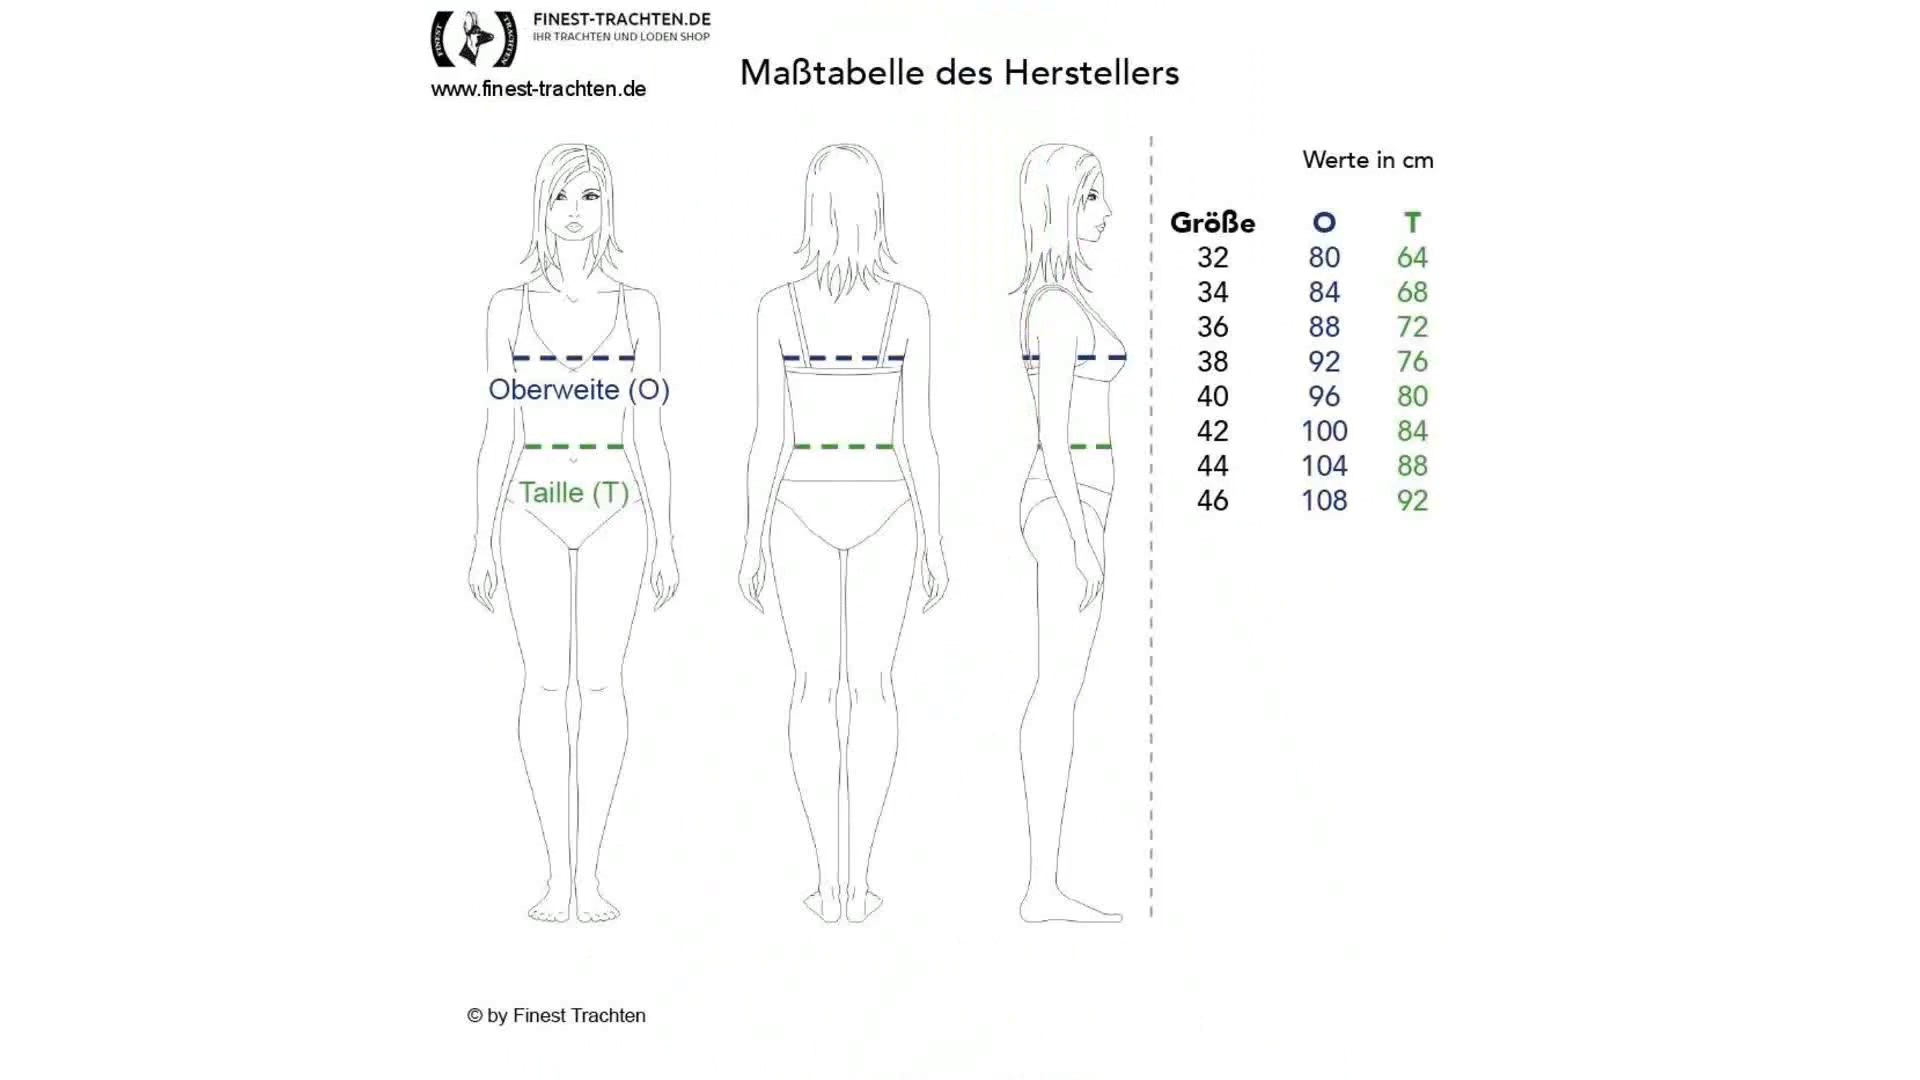 FINEST-TRACHTEN.DE
IHR TRACHTEN UND LODEN SHOP
FINEST
TRACHTEN
www.finest-trachten.de
Maßtabelle des Herstellers
Werte in cm
Größe O T
32 80 64
34 84 68
36 88 72
38 92 76
40 96 80
42 100 84
44 104 88
46 108 92
Oberweite (O)
Taille (T)
© by Finest Trachten